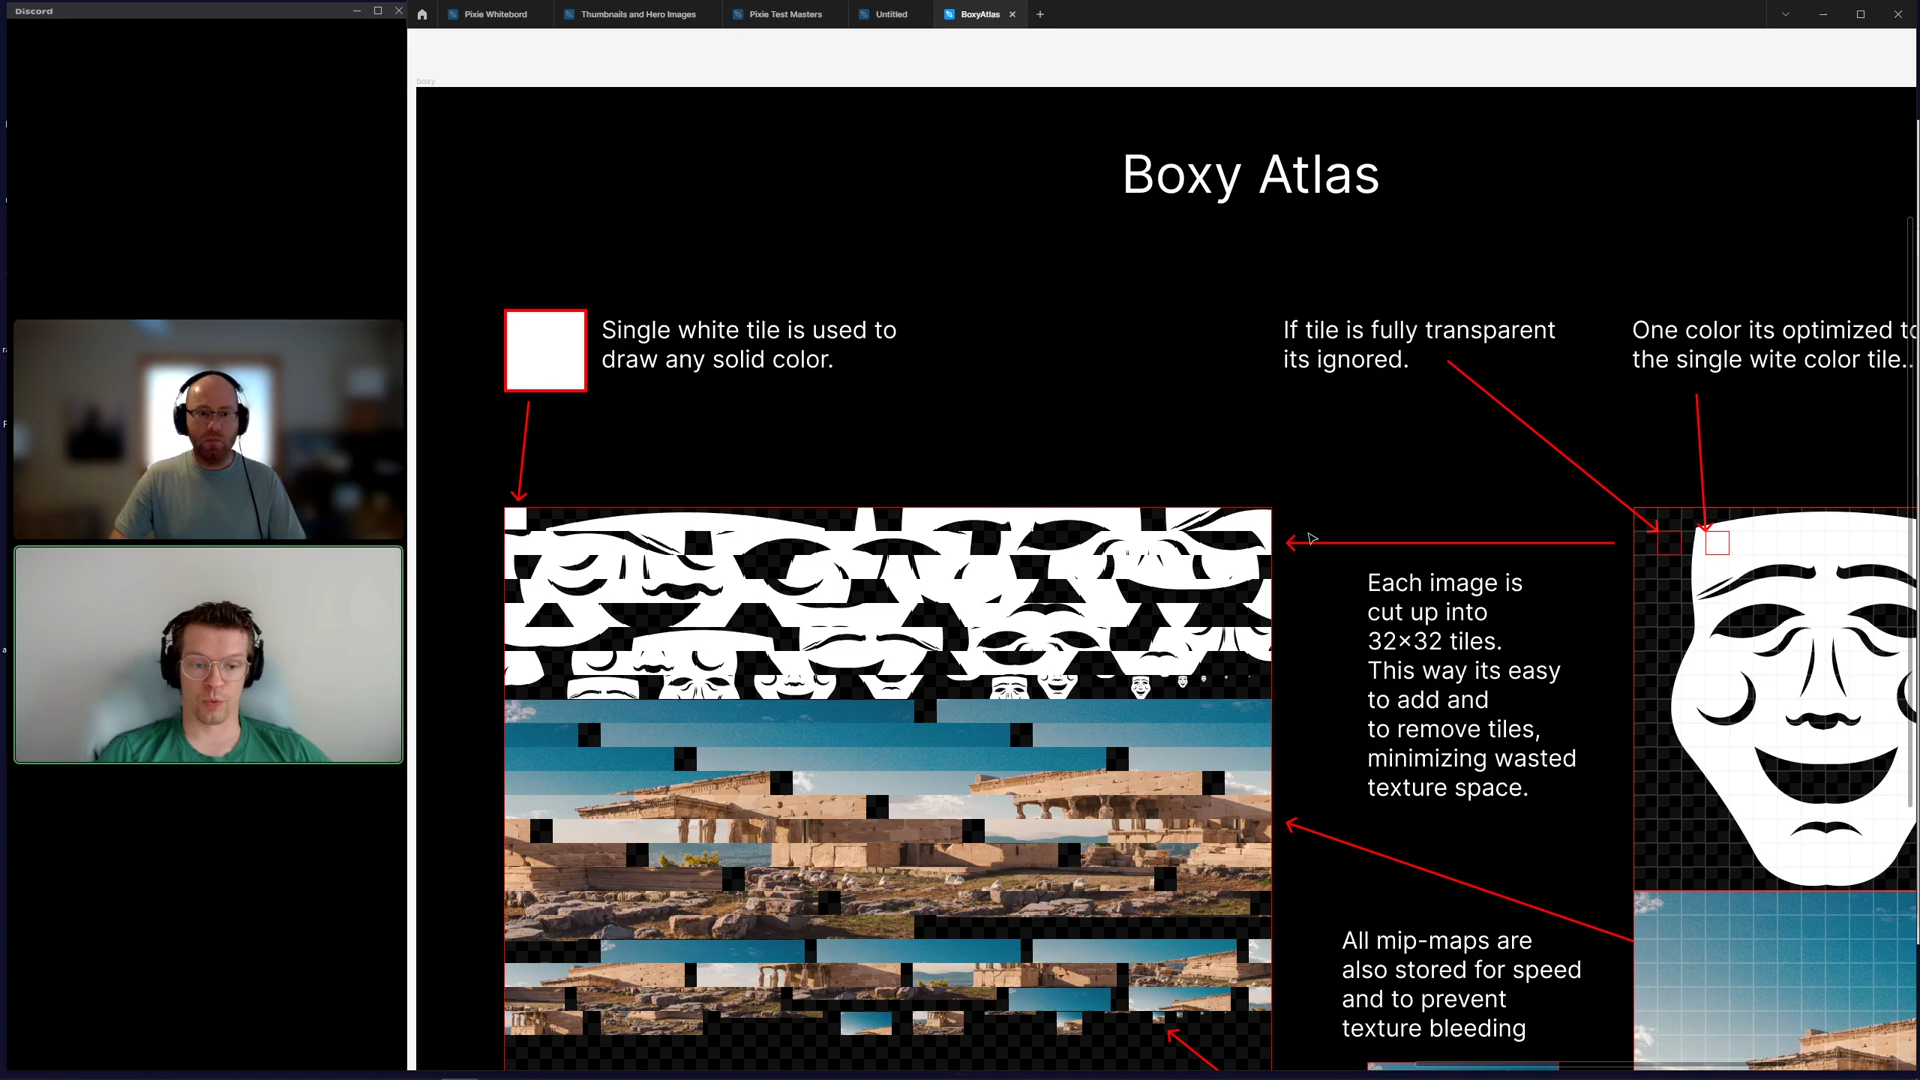 Discord
Pixie Whitebord
Thumbnails and Hero Images
Pixie Test Masters
Untitled
BoxyAtlas
boxy
Boxy Atlas
Single white tile is used to
draw any solid color.
If tile is fully transparent
its ignored.
One color its optimized to
the single wite color tile..
Each image is
cut up into
32×32 tiles.
This way its easy
to add and
to remove tiles,
minimizing wasted
texture space.
All mip-maps are
also stored for speed
and to prevent
texture bleeding